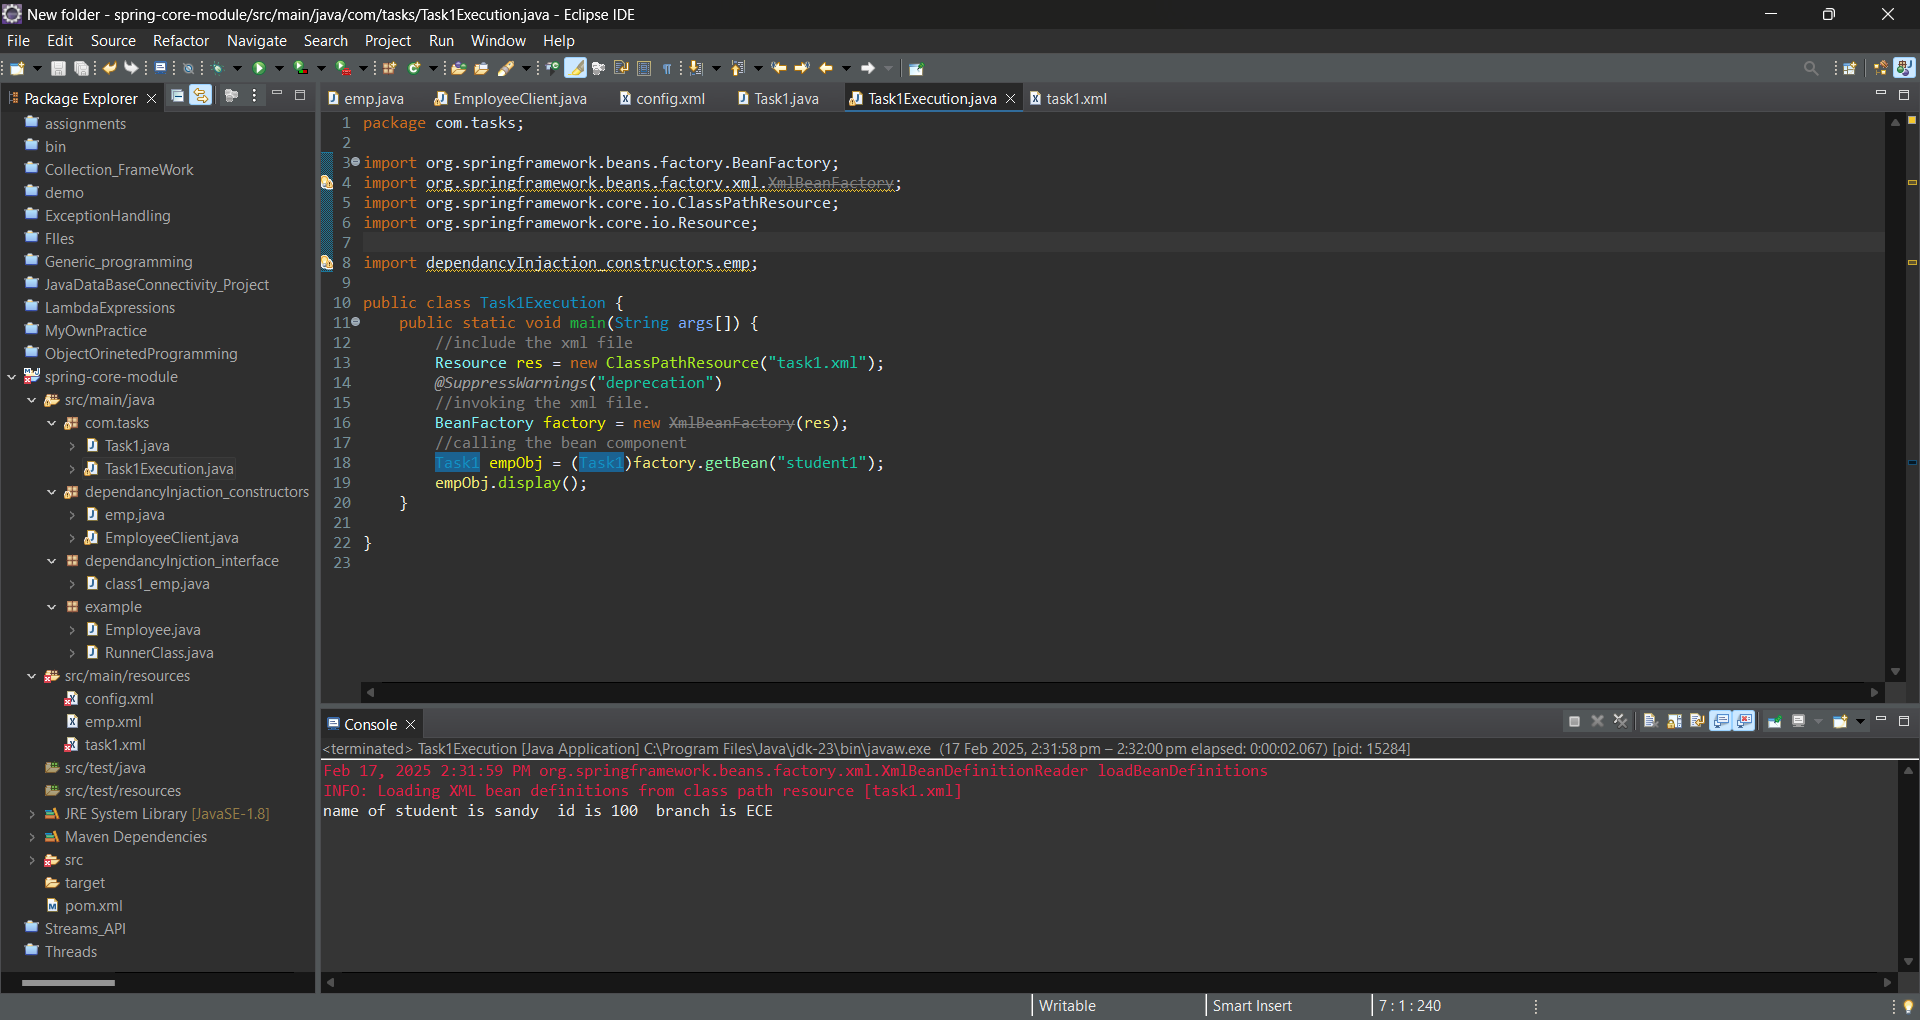 New folder - spring-core-module/src/main/java/com/tasks/Task1Execution.java - Eclipse IDE
File Edit Source Refactor Navigate Search Project Run Window Help
Package Explorer
assignments
bin
Collection_FrameWork
demo
ExceptionHandling
FIles
Generic_programming
JavaDataBaseConnectivity_Project
LambdaExpressions
MyOwnPractice
ObjectOrinetedProgramming
spring-core-module
src/main/java
com.tasks
Task1.java
Task1Execution.java
dependancyInjaction_constructors
emp.java
EmployeeClient.java
dependancyInjction_interface
class1_emp.java
example
Employee.java
RunnerClass.java
src/main/resources
config.xml
emp.xml
task1.xml
src/test/java
src/test/resources
JRE System Library [JavaSE-1.8]
Maven Dependencies
src
target
pom.xml
Streams_API
Threads
emp.java EmployeeClient.java config.xml Task1.java Task1Execution.java task1.xml
1 package com.tasks;
2
3 import org.springframework.beans.factory.BeanFactory;
4 import org.springframework.beans.factory.xml.XmlBeanFactory;
5 import org.springframework.core.io.ClassPathResource;
6 import org.springframework.core.io.Resource;
7
8 import dependancyInjaction_constructors.emp;
9
10 public class Task1Execution {
11 public static void main(String args[]) {
12 //include the xml file
13 Resource res = new ClassPathResource("task1.xml");
14 @SuppressWarnings("deprecation")
15 //invoking the xml file.
16 BeanFactory factory = new XmlBeanFactory(res);
17 //calling the bean component
18 Task1 empObj = (Task1)factory.getBean("student1");
19 empObj.display();
20 }
21
22 }
23
Console
<terminated> Task1Execution [Java Application] C:\Program Files\Java\jdk-23\bin\javaw.exe (17 Feb 2025, 2:31:58 pm – 2:32:00 pm elapsed: 0:00:02.067) [pid: 15284]
Feb 17, 2025 2:31:59 PM org.springframework.beans.factory.xml.XmlBeanDefinitionReader loadBeanDefinitions
INFO: Loading XML bean definitions from class path resource [task1.xml]
name of student is sandy id is 100 branch is ECE
Writable Smart Insert 7 : 1 : 240